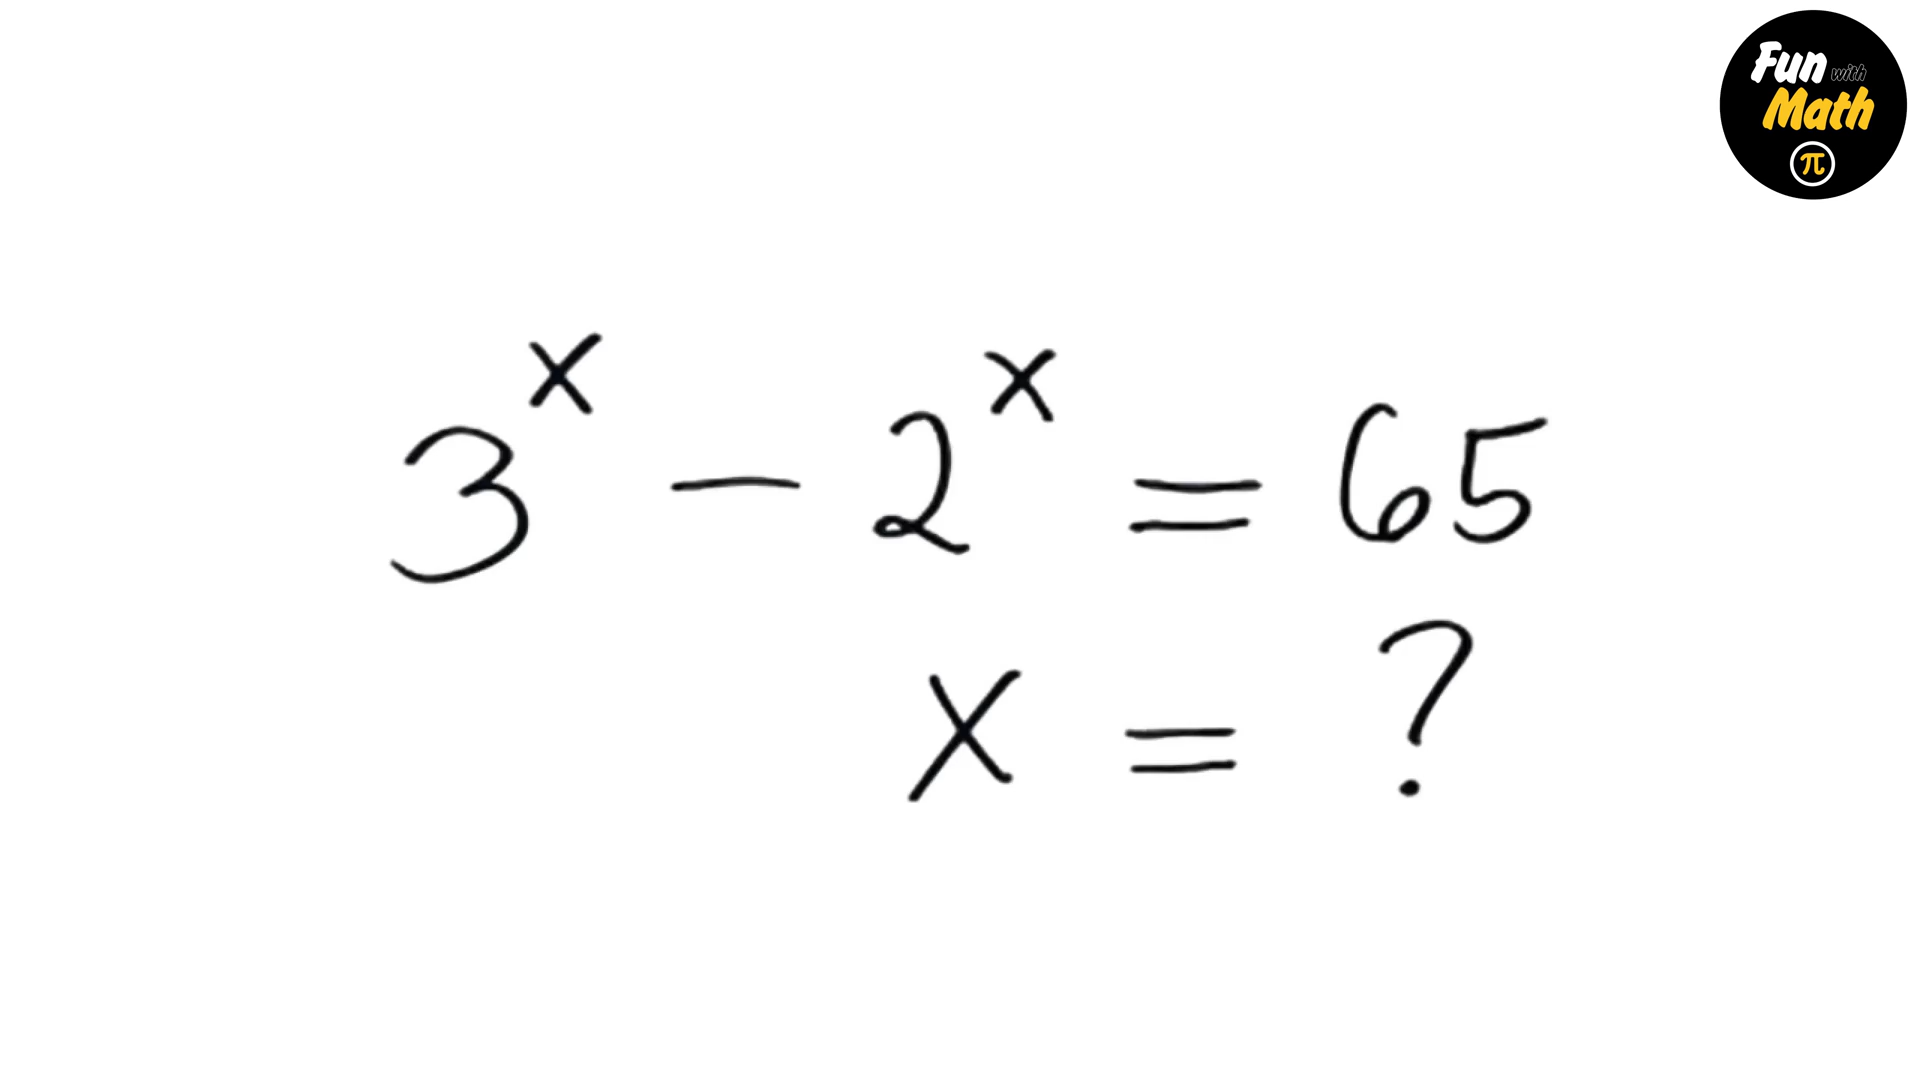 Fun with
Math
π
3^x - 2^x = 65
x = ?